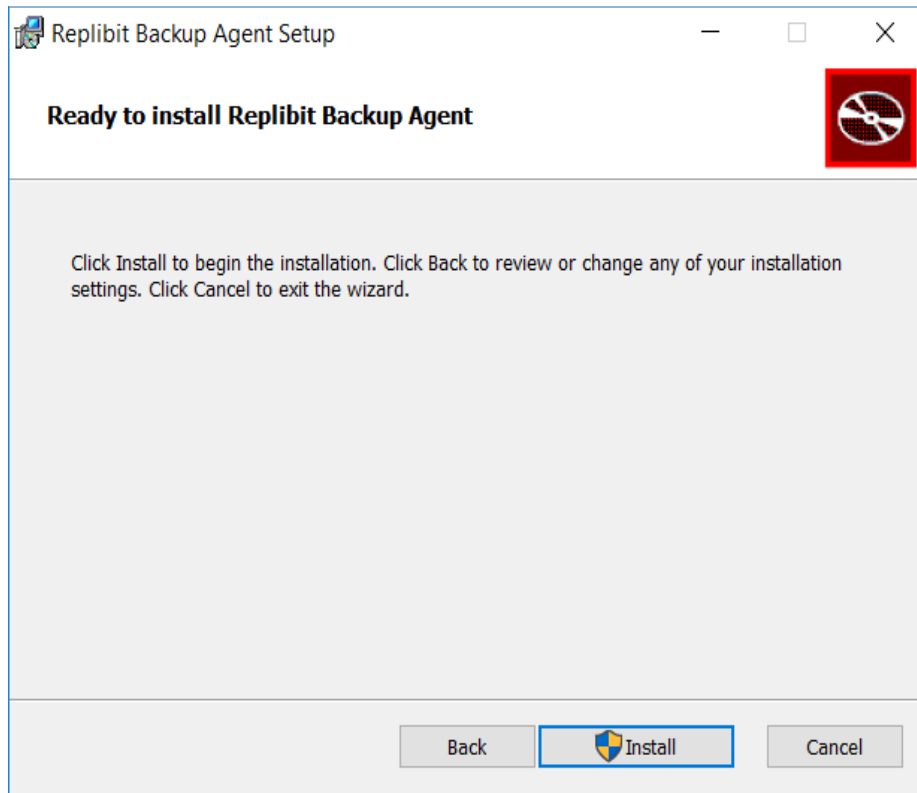 Replibit Backup Agent Setup
Ready to install Replibit Backup Agent
Click Install to begin the installation. Click Back to review or change any of your installation
settings. Click Cancel to exit the wizard.
Back
Install
Cancel